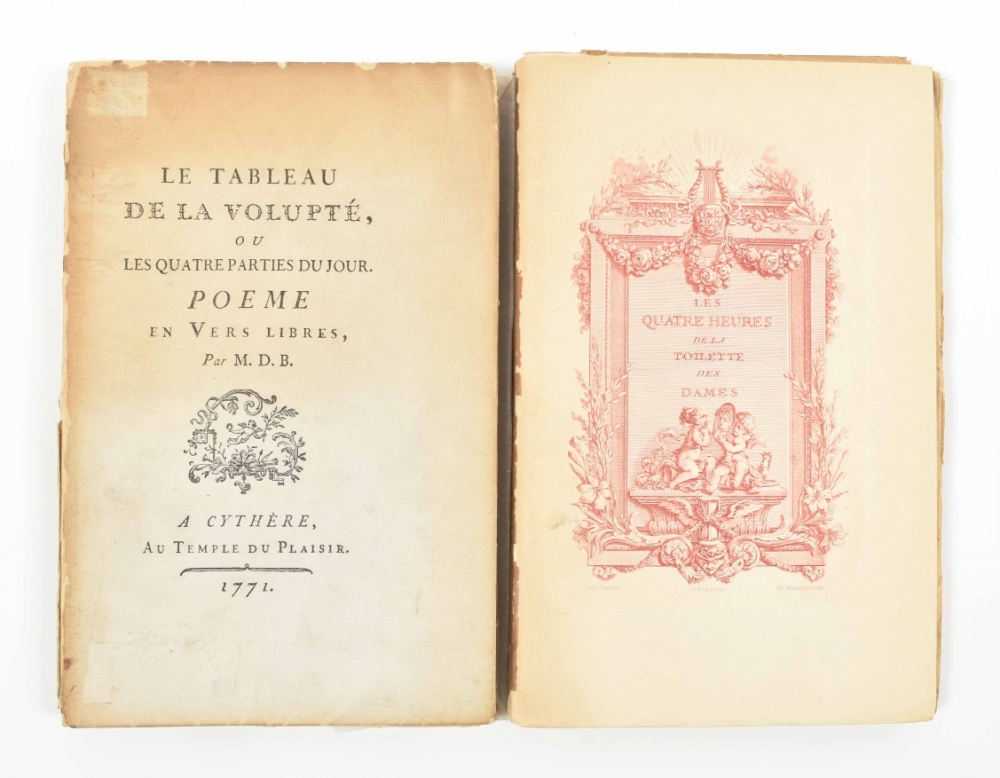 LE TABLEAU
DE LA VOLUPTÉ,
OU
LES QUATRE PARTIES DU JOUR.
POEME
EN VERS LIBRES,
Par M. D. B.
A CYTHÈRE,
AU TEMPLE DU PLAISIR.
1771.
LES
QUATRE HEURES
DE LA
TOILETTE
DES
DAMES